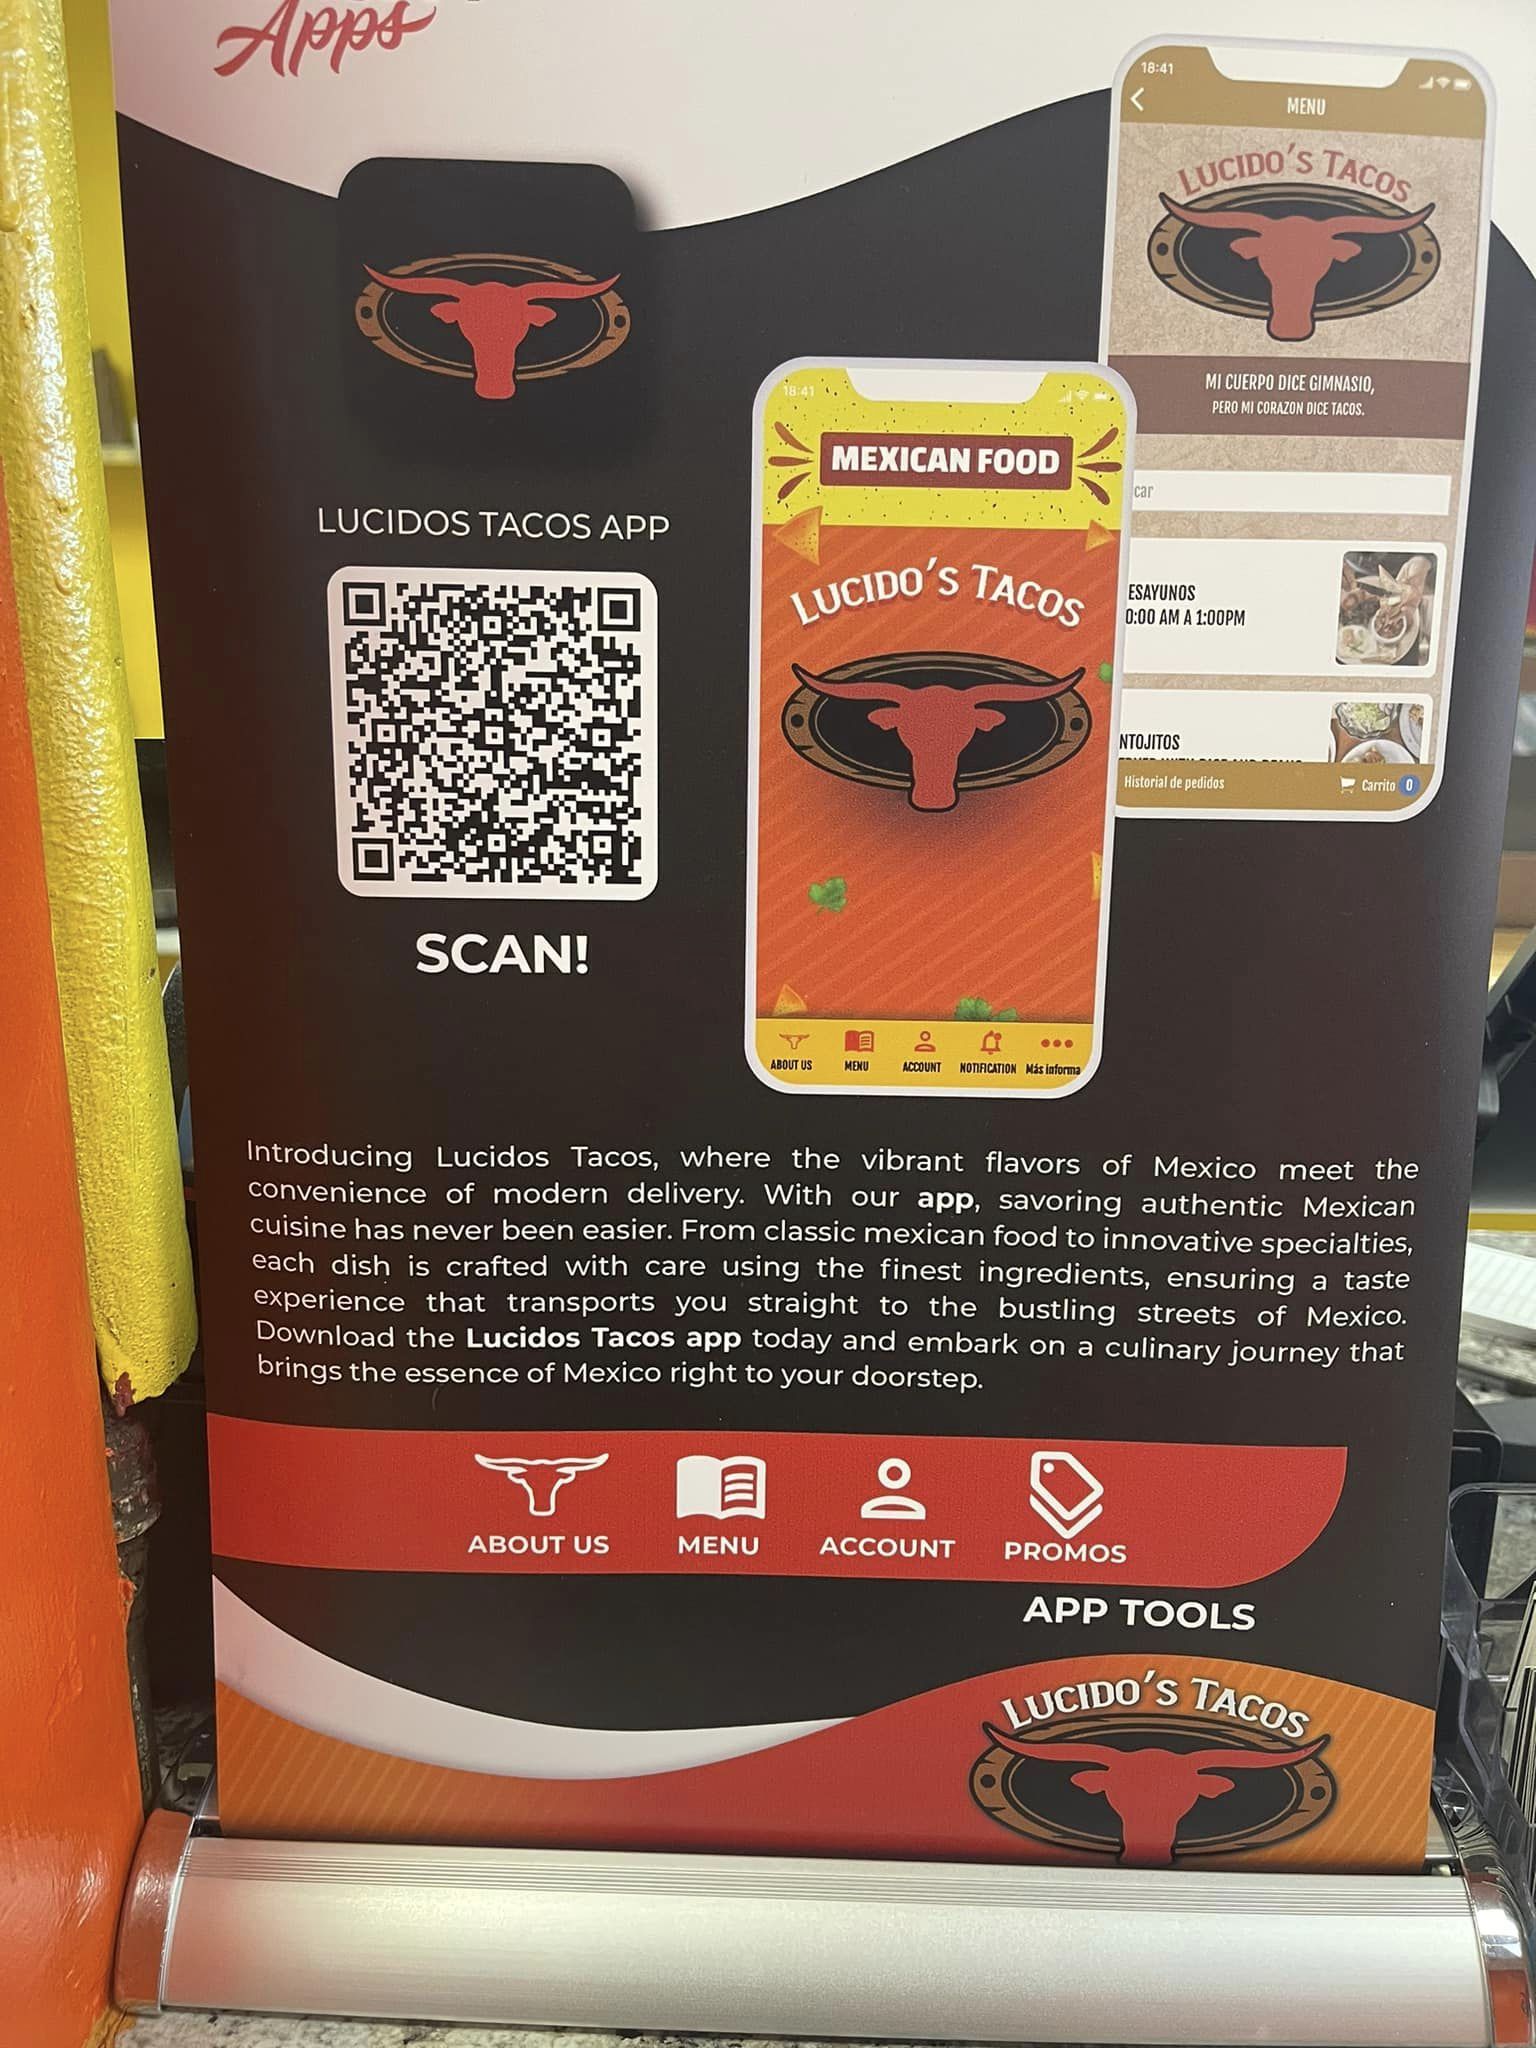 Apps
LUCIDOS TACOS APP
SCAN!
18:41
MENU
LUCIDO'S TACOS
MI CUERPO DICE GIMNASIO,
PERO MI CORAZON DICE TACOS.
car
ESAYUNOS
0:00 AM A 1:00PM
NTOJITOS
Historial de pedidos
Carrito 0
18:41
MEXICAN FOOD
LUCIDO'S TACOS
ABOUT US MENU ACCOUNT NOTIFICATION Más informa
Introducing Lucidos Tacos, where the vibrant flavors of Mexico meet the
convenience of modern delivery. With our app, savoring authentic Mexican
cuisine has never been easier. From classic mexican food to innovative specialties,
each dish is crafted with care using the finest ingredients, ensuring a taste
experience that transports you straight to the bustling streets of Mexico.
Download the Lucidos Tacos app today and embark on a culinary journey that
brings the essence of Mexico right to your doorstep.
ABOUT US MENU ACCOUNT PROMOS
APP TOOLS
LUCIDO'S TACOS